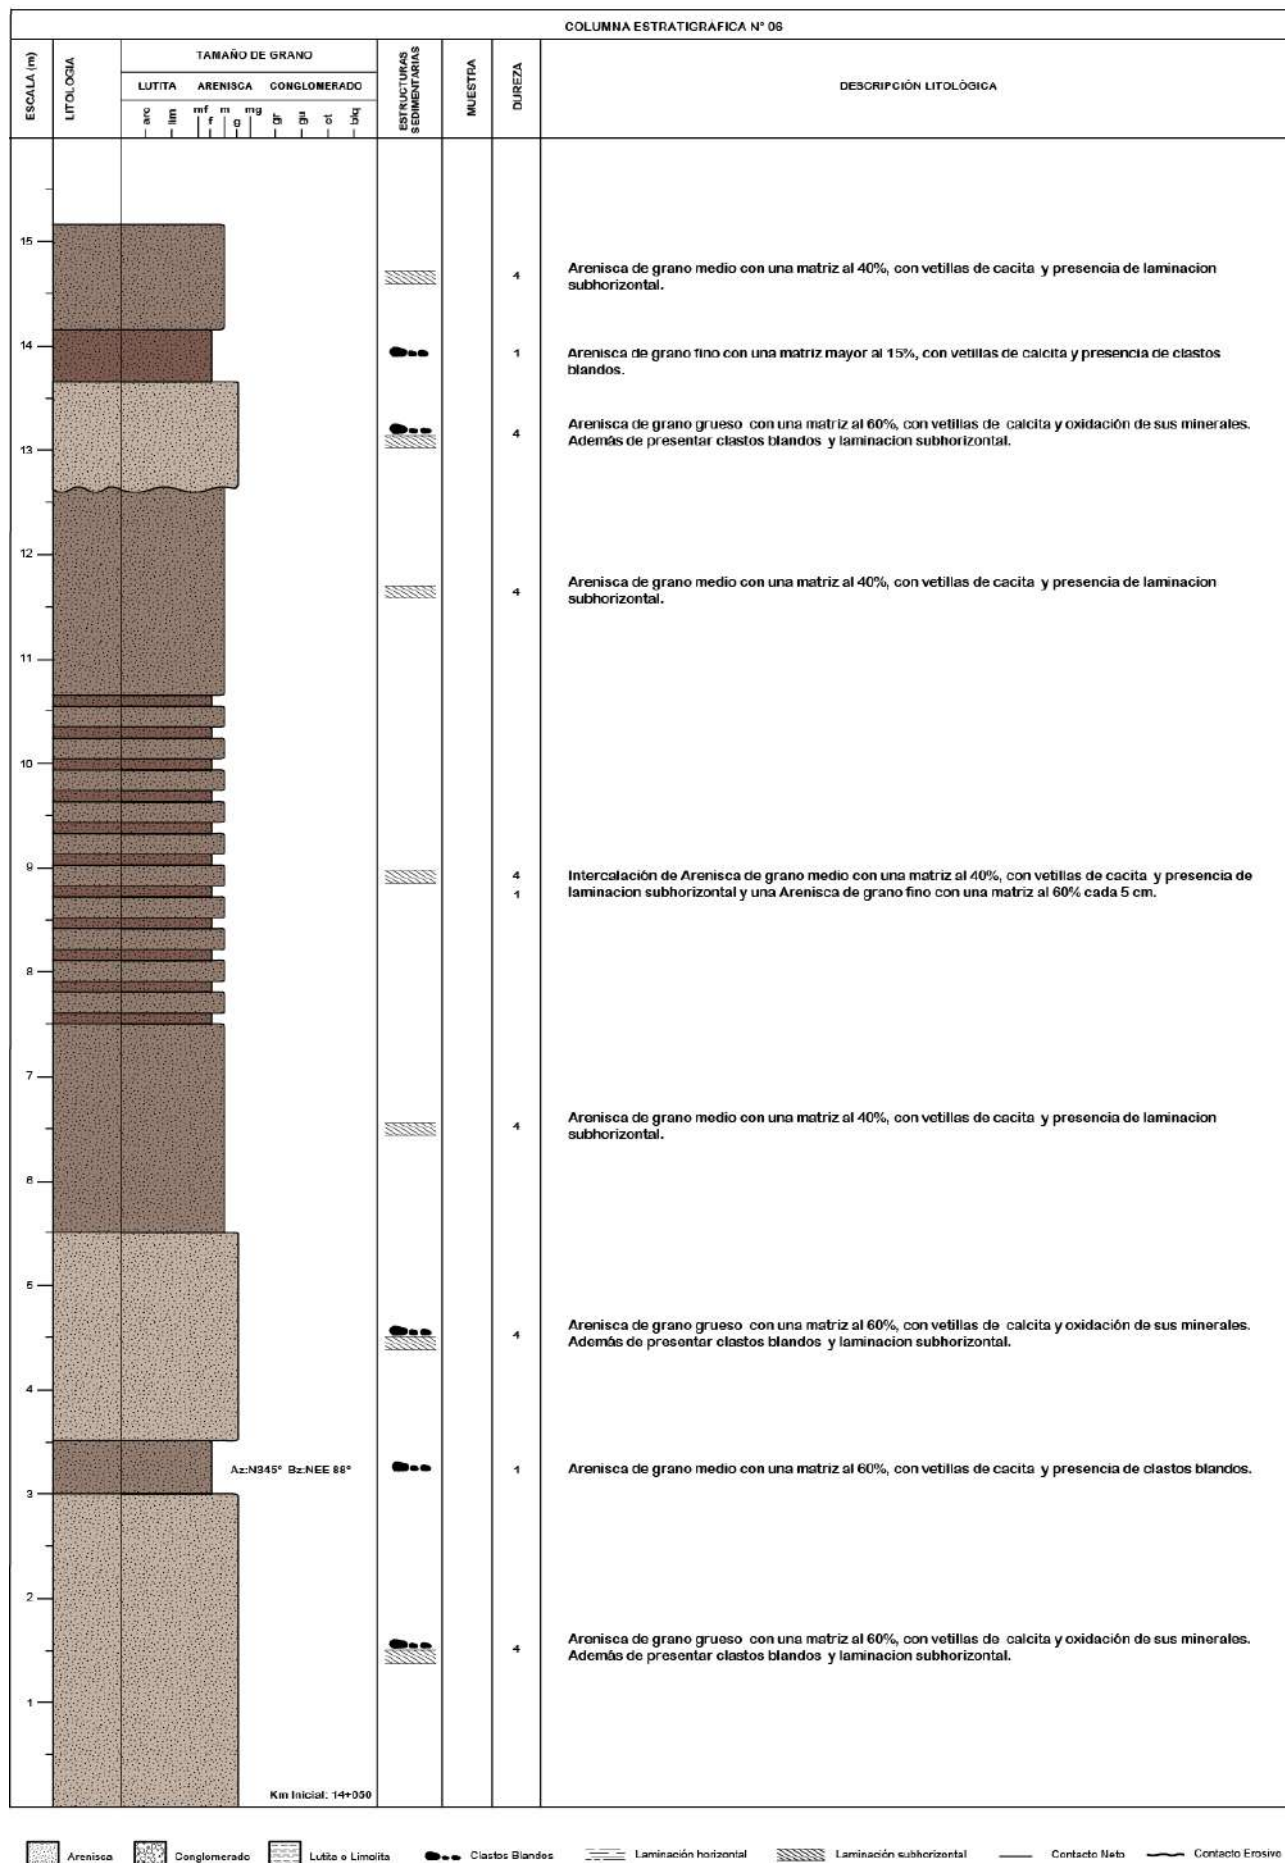 COLUMNA ESTRATIGRÁFICA N° 06
ESCALA (m)
LITOLOGIA
TAMAÑO DE GRANO
LUTITA ARENISCA CONGLOMERADO
arc lim mf f m g mg gr gu ct blq
ESTRUCTURAS
SEDIMENTARIAS
MUESTRA
DUREZA
DESCRIPCIÓN LITOLÓGICA
15
4
Arenisca de grano medio con una matriz al 40%, con vetillas de cacita y presencia de laminacion
subhorizontal.
14
1
Arenisca de grano fino con una matriz mayor al 15%, con vetillas de calcita y presencia de clastos
blandos.
13
4
Arenisca de grano grueso con una matriz al 60%, con vetillas de calcita y oxidación de sus minerales.
Además de presentar clastos blandos y laminacion subhorizontal.
12
4
Arenisca de grano medio con una matriz al 40%, con vetillas de cacita y presencia de laminacion
subhorizontal.
11
10
9
4
1
Intercalación de Arenisca de grano medio con una matriz al 40%, con vetillas de cacita y presencia de
laminacion subhorizontal y una Arenisca de grano fino con una matriz al 60% cada 5 cm.
8
7
4
Arenisca de grano medio con una matriz al 40%, con vetillas de cacita y presencia de laminacion
subhorizontal.
6
5
4
Arenisca de grano grueso con una matriz al 60%, con vetillas de calcita y oxidación de sus minerales.
Además de presentar clastos blandos y laminacion subhorizontal.
4
Az:N345° Bz:NEE 88°
1
Arenisca de grano medio con una matriz al 60%, con vetillas de cacita y presencia de clastos blandos.
3
2
4
Arenisca de grano grueso con una matriz al 60%, con vetillas de calcita y oxidación de sus minerales.
Además de presentar clastos blandos y laminacion subhorizontal.
1
Km Inicial: 14+050
Arenisca Conglomerado Lutita o Limolita Clastos Blandos Laminación horizontal Laminación subhorizontal Contacto Neto Contacto Erosivo